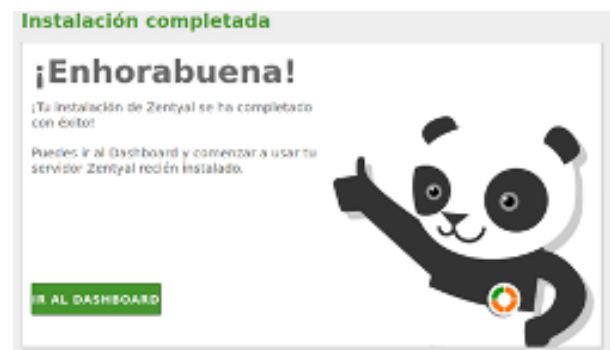 Instalación completada
¡Enhorabuena!
¡Tu instalación de Zentyal se ha completado
con éxito!
Puedes ir al Dashboard y comenzar a usar tu
servidor Zentyal recién instalado.
IR AL DASHBOARD